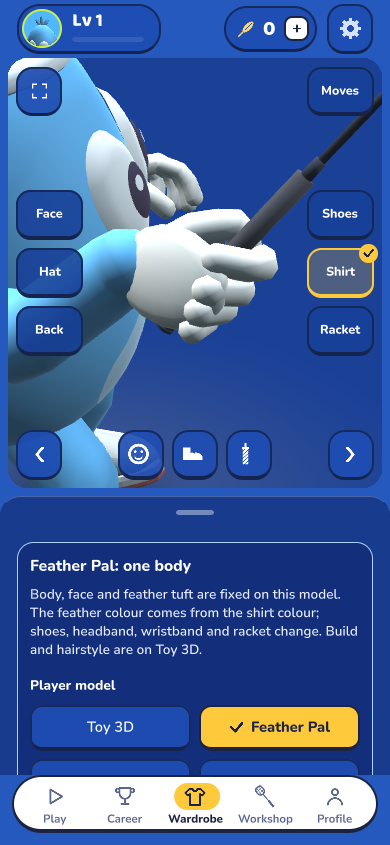 Lv 1
0
+
Moves
Face
Shoes
Hat
Shirt
Back
Racket
Feather Pal: one body
Body, face and feather tuft are fixed on this model.
The feather colour comes from the shirt colour;
shoes, headband, wristband and racket change. Build
and hairstyle are on Toy 3D.
Player model
Toy 3D
Feather Pal
Play
Career
Wardrobe
Workshop
Profile